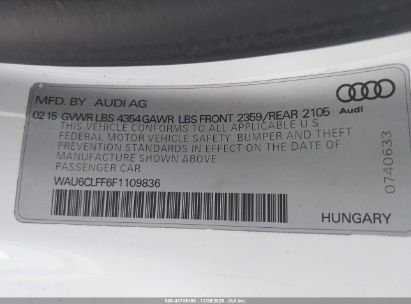 MFD. BY AUDI AG
Audi
02 15 GVWR LBS 4354 GAWR LBS FRONT 2359/REAR 2105
THIS VEHICLE CONFORMS TO ALL APPLICABLE U S
FEDERAL MOTOR VEHICLE SAFETY, BUMPER, AND THEFT
PREVENTION STANDARDS IN EFFECT ON THE DATE OF
MANUFACTURE SHOWN ABOVE
PASSENGER CAR
WAU6CLFF6F1109836
0740633
HUNGARY